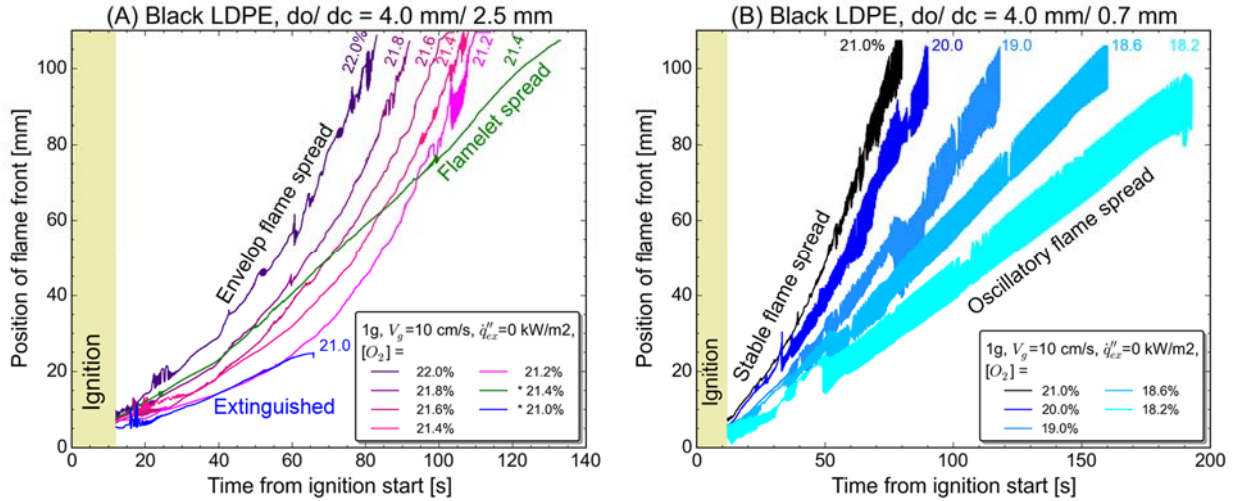 (A) Black LDPE, do/ dc = 4.0 mm/ 2.5 mm
Position of flame front [mm]
100
80
60
40
20
0
0
20
40
60
80
100
120
140
Time from ignition start [s]
Ignition
22.0%
21.8
21.6
21.4
21.2
21.4
Envelop flame spread
Flamelet spread
21.0
Extinguished
1g, V_g=10 cm/s, q̇″_ex=0 kW/m2,
[O_2] =
22.0%
21.8%
21.6%
21.4%
21.2%
* 21.4%
* 21.0%
(B) Black LDPE, do/ dc = 4.0 mm/ 0.7 mm
Position of flame front [mm]
100
80
60
40
20
0
0
50
100
150
200
Time from ignition start [s]
Ignition
21.0%
20.0
19.0
18.6
18.2
Stable flame spread
Oscillatory flame spread
1g, V_g=10 cm/s, q̇″_ex=0 kW/m2,
[O_2] =
21.0%
20.0%
19.0%
18.6%
18.2%